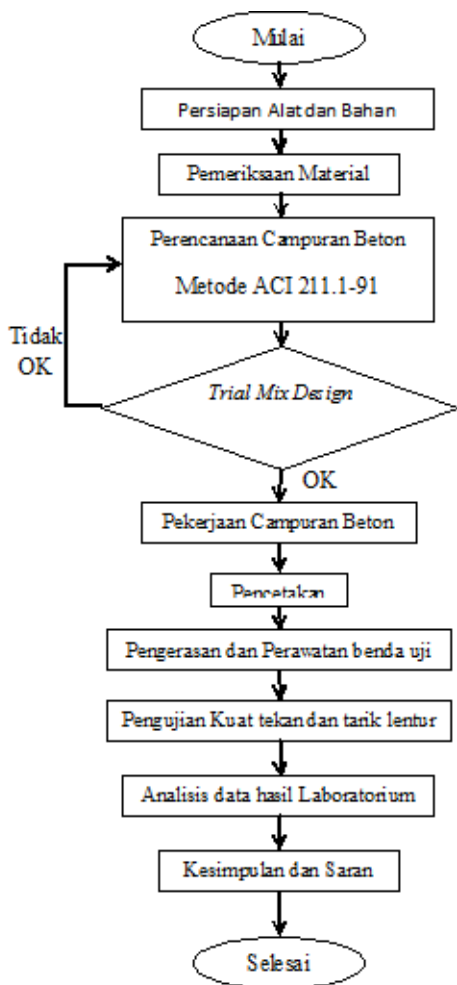 Mulai
Persiapan Alat dan Bahan
Pemeriksaan Material
Perencanaan Campuran Beton
Metode ACI 211.1-91
Tidak
OK
Trial Mix Design
OK
Pekerjaan Campuran Beton
Pencetakan
Pengerasan dan Perawatan benda uji
Pengujian Kuat tekan dan tarik lentur
Analisis data hasil Laboratorium
Kesimpulan dan Saran
Selesai